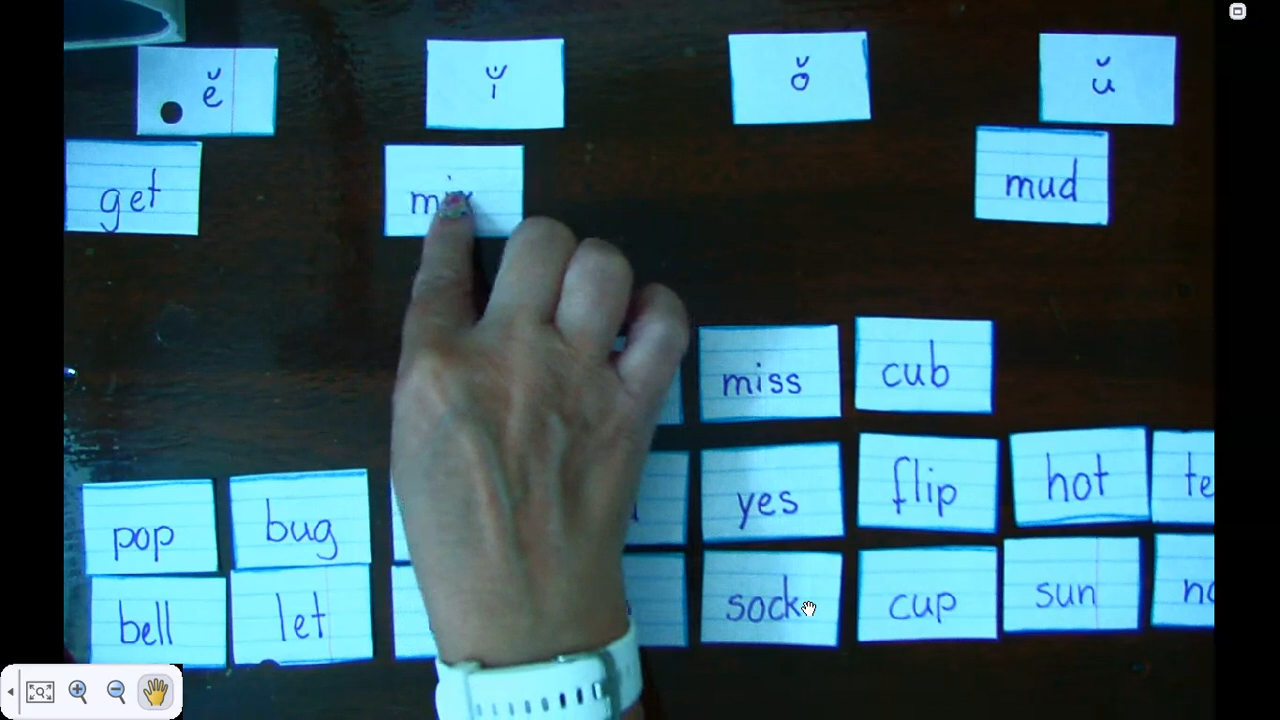 ĕ ĭ ŏ ŭ
get mud
miss cub
pop bug yes flip hot
bell let sock cup sun